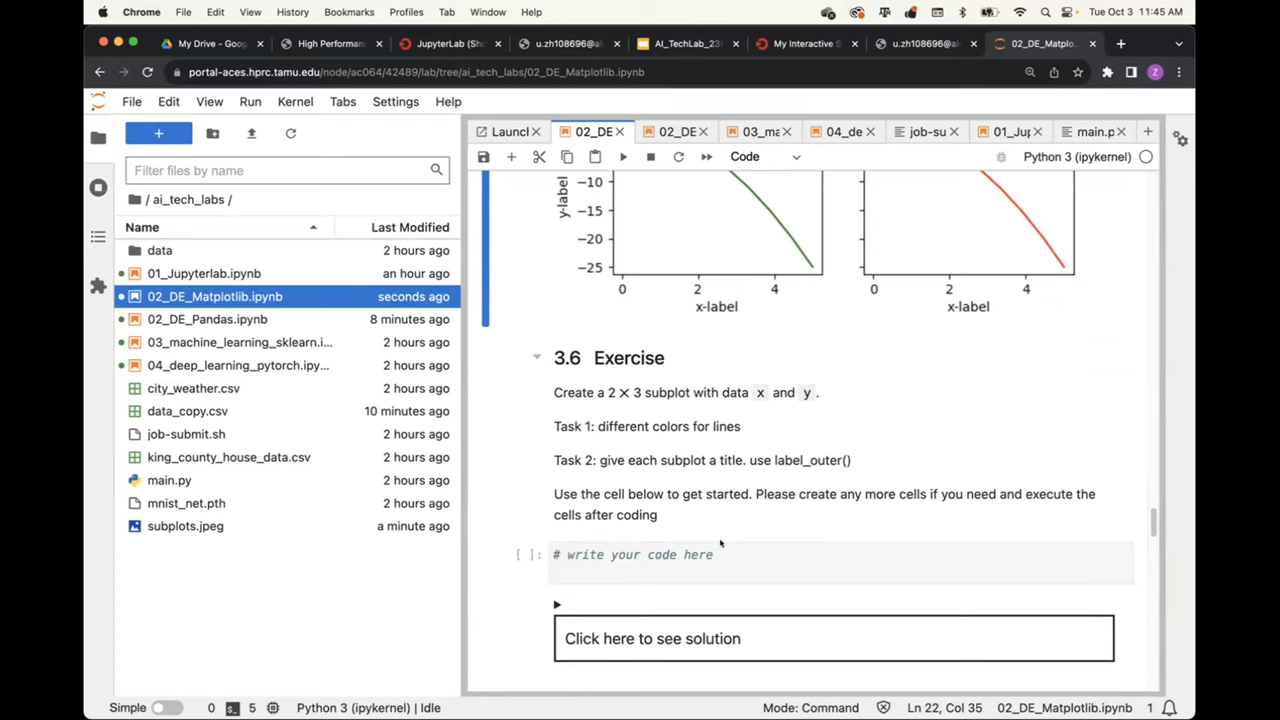 Chrome File Edit View History Bookmarks Profiles Tab Window Help Tue Oct 3 11:45 AM
My Drive - Goo High Performan JupyterLab (Sho u.zh108696@al AI_TechLab_23 My Interactive S u.zh108696@al 02_DE_Matplo
portal-aces.hprc.tamu.edu/node/ac064/42489/lab/tree/ai_tech_labs/02_DE_Matplotlib.ipynb Z
File Edit View Run Kernel Tabs Settings Help
Launcl 02_DE 02_DE 03_ma 04_de job-su 01_Jup main.p
Code Python 3 (ipykernel)
Filter files by name
/ ai_tech_labs /
Name Last Modified
data 2 hours ago
01_Jupyterlab.ipynb an hour ago
02_DE_Matplotlib.ipynb seconds ago
02_DE_Pandas.ipynb 8 minutes ago
03_machine_learning_sklearn.i... 2 hours ago
04_deep_learning_pytorch.ipy... 2 hours ago
city_weather.csv 2 hours ago
data_copy.csv 10 minutes ago
job-submit.sh 2 hours ago
king_county_house_data.csv 2 hours ago
main.py 2 hours ago
mnist_net.pth 2 hours ago
subplots.jpeg a minute ago
y-label
−10
−15
−20
−25
0 2 4 0 2 4
x-label x-label
3.6 Exercise
Create a 2 × 3 subplot with data x and y.
Task 1: different colors for lines
Task 2: give each subplot a title. use label_outer()
Use the cell below to get started. Please create any more cells if you need and execute the
cells after coding
[ ]: # write your code here
Click here to see solution
Simple 0 5 Python 3 (ipykernel) | Idle Mode: Command Ln 22, Col 35 02_DE_Matplotlib.ipynb 1